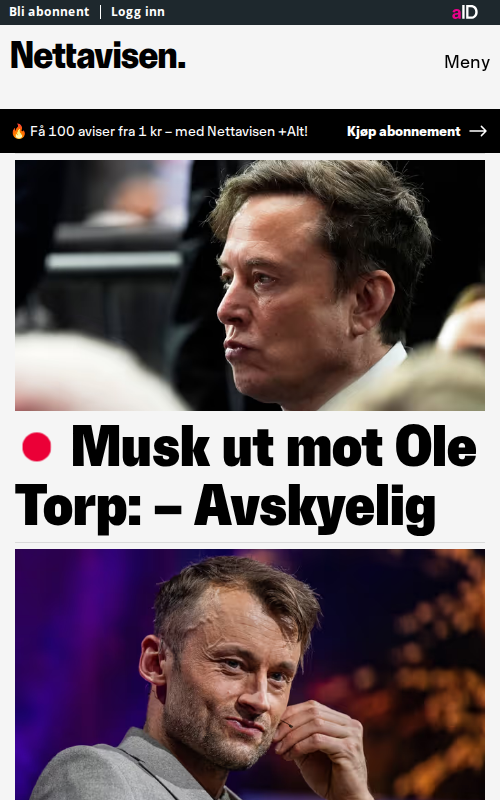 Bli abonnent | Logg inn
aID
Nettavisen.
Meny
🔥 Få 100 aviser fra 1 kr – med Nettavisen +Alt!
Kjøp abonnement →
Musk ut mot Ole
Torp: – Avskyelig